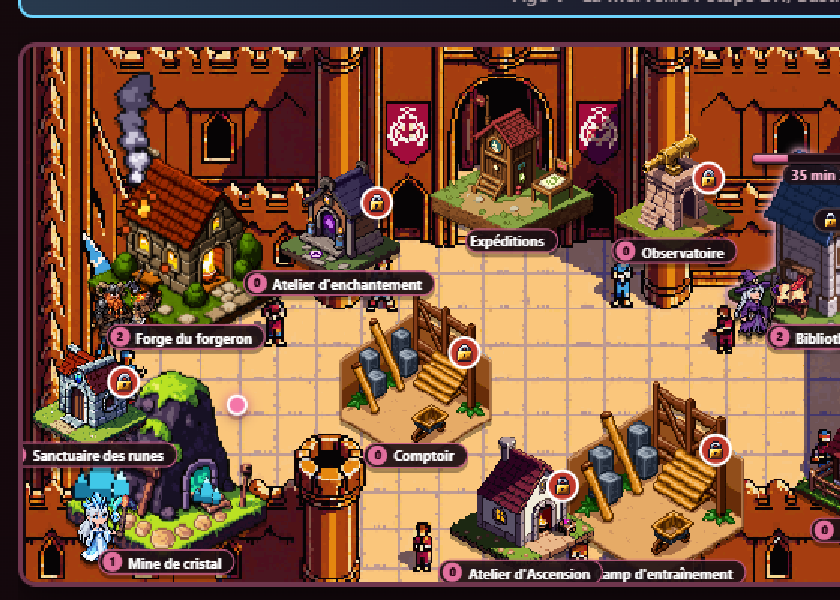 Expéditions
35 min
0 Observatoire
0 Atelier d'enchantement
2 Forge du forgeron
2
Sanctuaire des runes
0 Comptoir
0
1 Mine de cristal
0 Atelier d'Ascension
amp d'entraînement